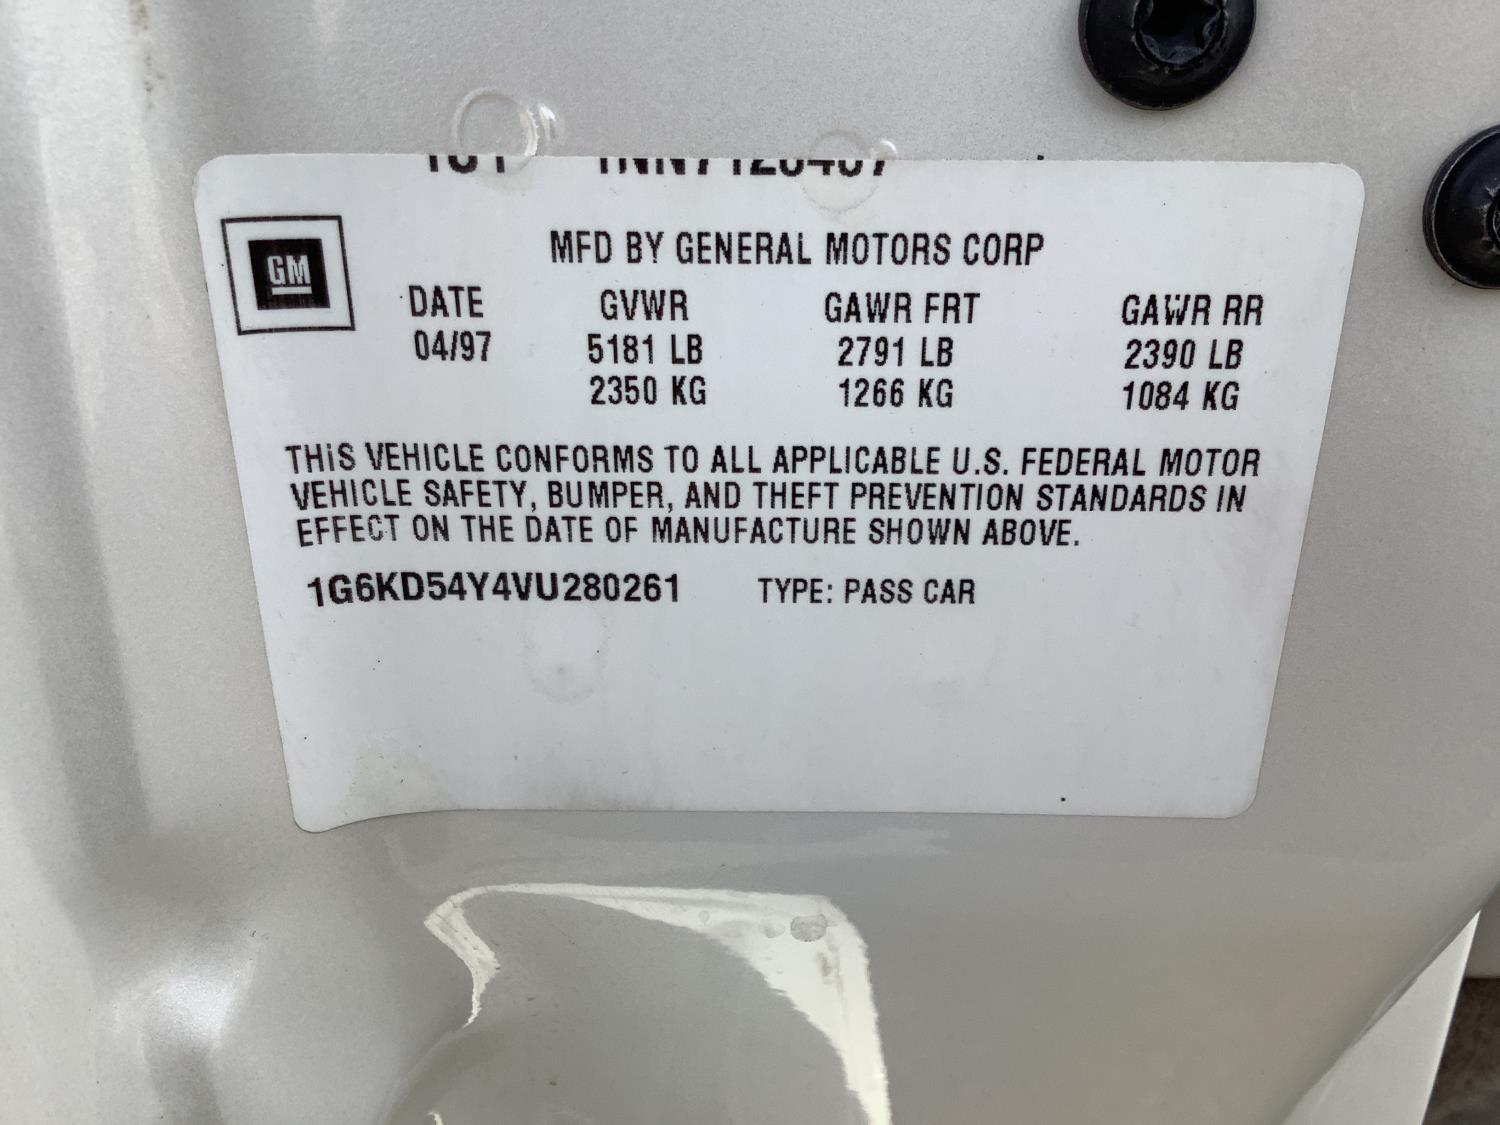 MFD BY GENERAL MOTORS CORP
GM
DATE GVWR GAWR FRT GAWR RR
04/97 5181 LB 2791 LB 2390 LB
2350 KG 1266 KG 1084 KG
THIS VEHICLE CONFORMS TO ALL APPLICABLE U.S. FEDERAL MOTOR
VEHICLE SAFETY, BUMPER, AND THEFT PREVENTION STANDARDS IN
EFFECT ON THE DATE OF MANUFACTURE SHOWN ABOVE.
1G6KD54Y4VU280261 TYPE: PASS CAR